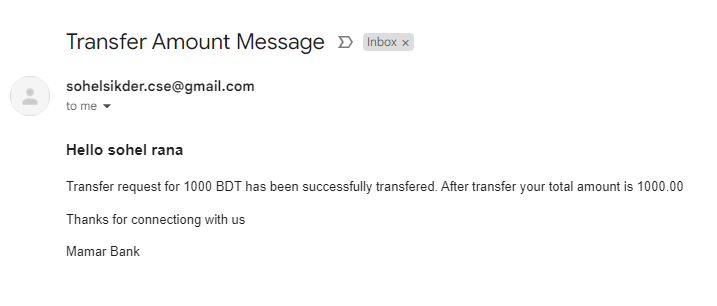 Transfer Amount Message
Inbox ×
sohelsikder.cse@gmail.com
to me
Hello sohel rana
Transfer request for 1000 BDT has been successfully transfered. After transfer your total amount is 1000.00
Thanks for connectiong with us
Mamar Bank